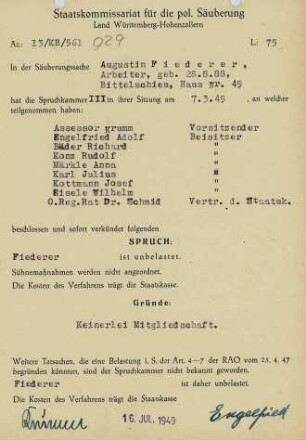 Staatskommissariat für die pol. Säuberung
Land Württemberg-Hohenzollern
Az: 13/KB/561 029 L: 75
In der Säuberungssache Augustin Fiederer,
Arbeiter, geb. 28.8.88,
Bittelschies, Haus nr. 49
hat die Spruchkammer III in ihrer Sitzung am 7.3.49 an welcher
teilgenommen haben:
Assessor grumm Vorsitzender
Engelfried Adolf Beisitzer
Bäder Richard "
Konz Rudolf "
Märkle Anna "
Karl Julius "
Kottmann Josef "
Eisele Wilhelm "
O.Reg.Rat Dr. Schmid Vertr. d. Staatsk.
beschlossen und sofort verkündet folgenden
SPRUCH:
Fiederer ist unbelastet.
Sühnemaßnahmen werden nicht angeordnet.
Die Kosten des Verfahrens trägt die Staatskasse.
Gründe:
Keinerlei Mitgliedschaft.
Weitere Tatsachen, die eine Belastung i. S. der Art. 4-7 der RAO vom 25. 4. 47
begründen können, sind der Spruchkammer nicht bekannt geworden.
Fiederer ist daher unbelastet.
Die Kosten des Verfahrens trägt die Staatskasse
16. JUL. 1949 Engelfried